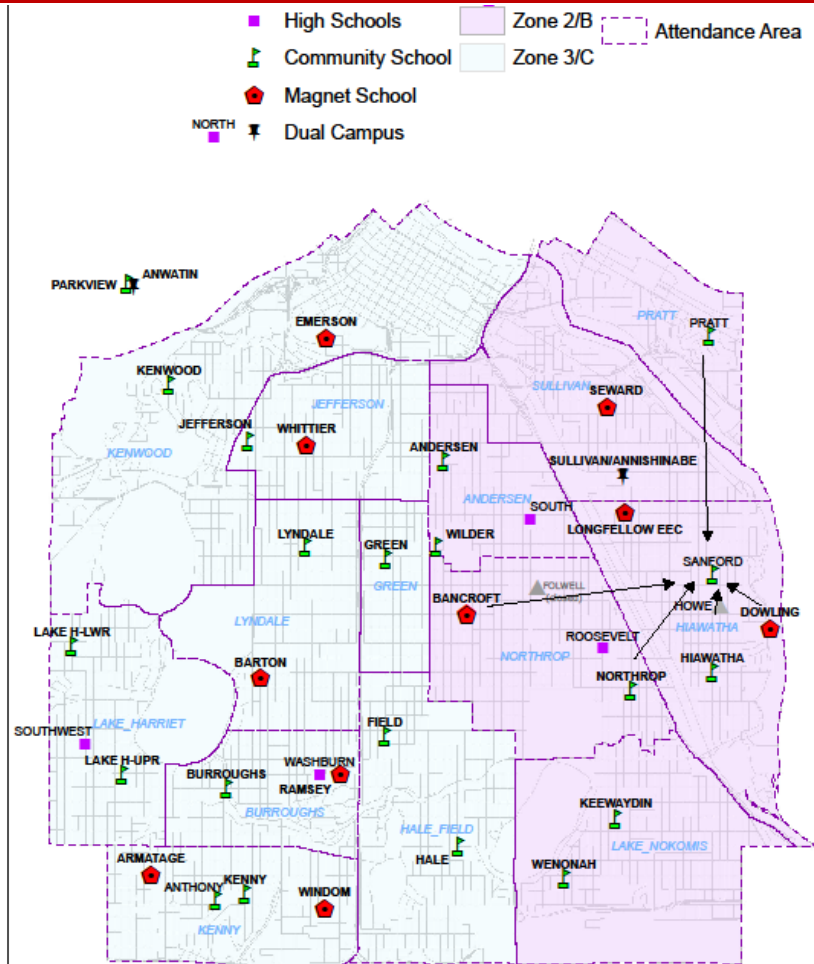 High Schools
Zone 2/B
Attendance Area
Community School
Zone 3/C
Magnet School
NORTH
Dual Campus
PARKVIEW
ANWATIN
EMERSON
PRATT
PRATT
KENWOOD
SULLIVAN
SEWARD
JEFFERSON
JEFFERSON
WHITTIER
KENWOOD
ANDERSEN
SULLIVAN/ANNISHINABE
ANDERSEN
SOUTH
LONGFELLOW EEC
LYNDALE
GREEN
WILDER
SANFORD
GREEN
FOLWELL
(closed)
BANCROFT
HOWE
DOWLING
LYNDALE
HIAWATHA
LAKE H-LWR
ROOSEVELT
NORTHROP
HIAWATHA
BARTON
NORTHROP
LAKE_HARRIET
SOUTHWEST
FIELD
LAKE H-UPR
WASHBURN
BURROUGHS
RAMSEY
BURROUGHS
KEEWAYDIN
HALE_FIELD
LAKE_NOKOMIS
HALE
WENONAH
ARMATAGE
ANTHONY
KENNY
WINDOM
KENNY